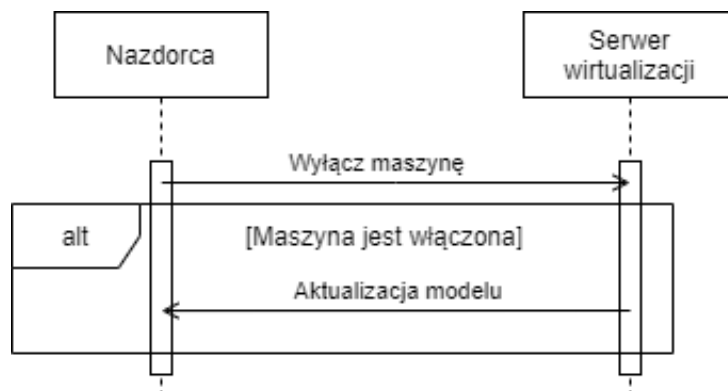 Nazdorca
Serwer
wirtualizacji
Wyłącz maszynę
alt
[Maszyna jest włączona]
Aktualizacja modelu